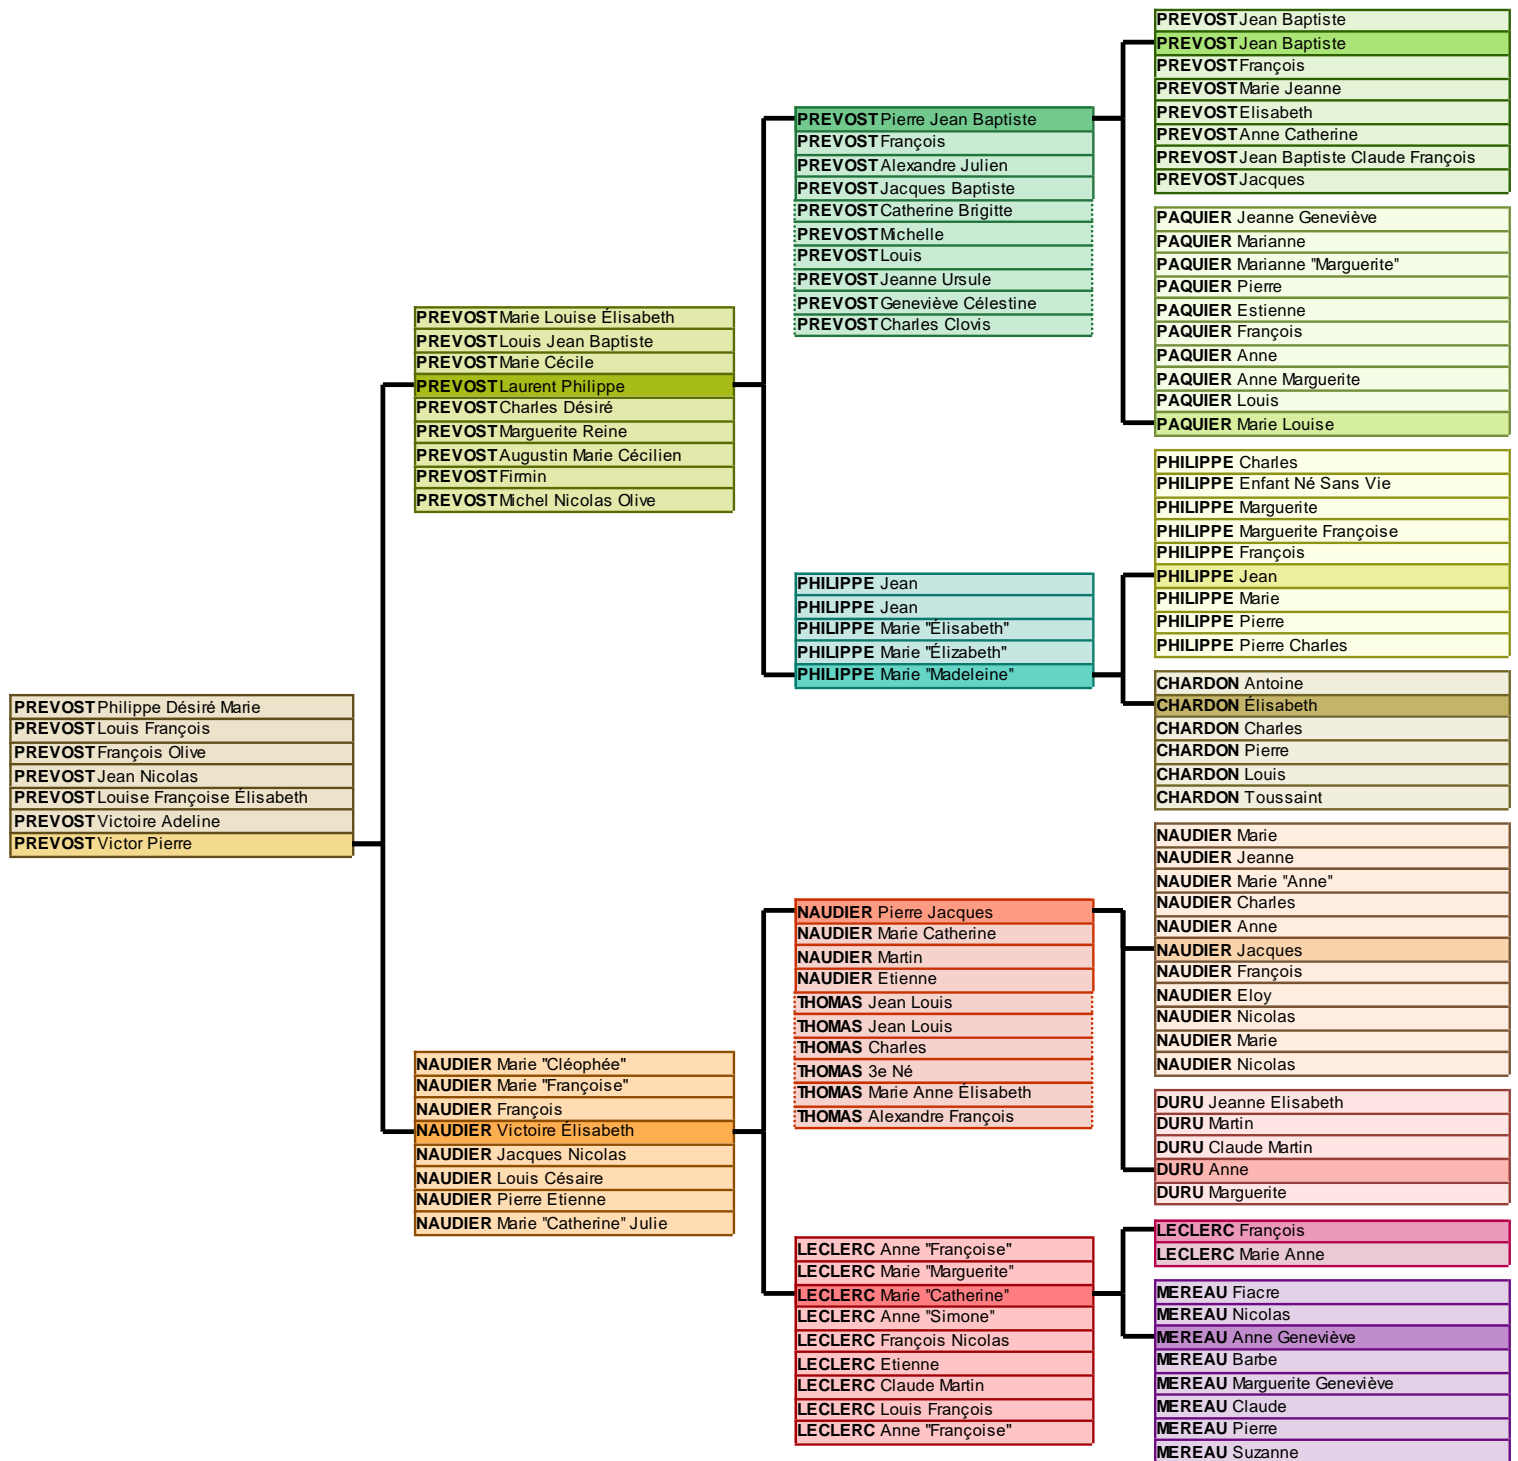 PREVOST Philippe Désiré Marie
PREVOST Louis François
PREVOST François Olive
PREVOST Jean Nicolas
PREVOST Louise Françoise Élisabeth
PREVOST Victoire Adeline
PREVOST Victor Pierre
PREVOST Marie Louise Élisabeth
PREVOST Louis Jean Baptiste
PREVOST Marie Cécile
PREVOST Laurent Philippe
PREVOST Charles Désiré
PREVOST Marguerite Reine
PREVOST Augustin Marie Cécilien
PREVOST Firmin
PREVOST Michel Nicolas Olive
NAUDIER Marie "Cléophée"
NAUDIER Marie "Françoise"
NAUDIER François
NAUDIER Victoire Élisabeth
NAUDIER Jacques Nicolas
NAUDIER Louis Césaire
NAUDIER Pierre Etienne
NAUDIER Marie "Catherine" Julie
PREVOST Pierre Jean Baptiste
PREVOST François
PREVOST Alexandre Julien
PREVOST Jacques Baptiste
PREVOST Catherine Brigitte
PREVOST Michelle
PREVOST Louis
PREVOST Jeanne Ursule
PREVOST Geneviève Célestine
PREVOST Charles Clovis
PHILIPPE Jean
PHILIPPE Jean
PHILIPPE Marie "Élisabeth"
PHILIPPE Marie "Élizabeth"
PHILIPPE Marie "Madeleine"
NAUDIER Pierre Jacques
NAUDIER Marie Catherine
NAUDIER Martin
NAUDIER Etienne
THOMAS Jean Louis
THOMAS Jean Louis
THOMAS Charles
THOMAS 3e Né
THOMAS Marie Anne Élisabeth
THOMAS Alexandre François
LECLERC Anne "Françoise"
LECLERC Marie "Marguerite"
LECLERC Marie "Catherine"
LECLERC Anne "Simone"
LECLERC François Nicolas
LECLERC Etienne
LECLERC Claude Martin
LECLERC Louis François
LECLERC Anne "Françoise"
PREVOST Jean Baptiste
PREVOST Jean Baptiste
PREVOST François
PREVOST Marie Jeanne
PREVOST Elisabeth
PREVOST Anne Catherine
PREVOST Jean Baptiste Claude François
PREVOST Jacques
PAQUIER Jeanne Geneviève
PAQUIER Marianne
PAQUIER Marianne "Marguerite"
PAQUIER Pierre
PAQUIER Estienne
PAQUIER François
PAQUIER Anne
PAQUIER Anne Marguerite
PAQUIER Louis
PAQUIER Marie Louise
PHILIPPE Charles
PHILIPPE Enfant Né Sans Vie
PHILIPPE Marguerite
PHILIPPE Marguerite Françoise
PHILIPPE François
PHILIPPE Jean
PHILIPPE Marie
PHILIPPE Pierre
PHILIPPE Pierre Charles
CHARDON Antoine
CHARDON Élisabeth
CHARDON Charles
CHARDON Pierre
CHARDON Louis
CHARDON Toussaint
NAUDIER Marie
NAUDIER Jeanne
NAUDIER Marie "Anne"
NAUDIER Charles
NAUDIER Anne
NAUDIER Jacques
NAUDIER François
NAUDIER Eloy
NAUDIER Nicolas
NAUDIER Marie
NAUDIER Nicolas
DURU Jeanne Elisabeth
DURU Martin
DURU Claude Martin
DURU Anne
DURU Marguerite
LECLERC François
LECLERC Marie Anne
MEREAU Fiacre
MEREAU Nicolas
MEREAU Anne Geneviève
MEREAU Barbe
MEREAU Marguerite Geneviève
MEREAU Claude
MEREAU Pierre
MEREAU Suzanne